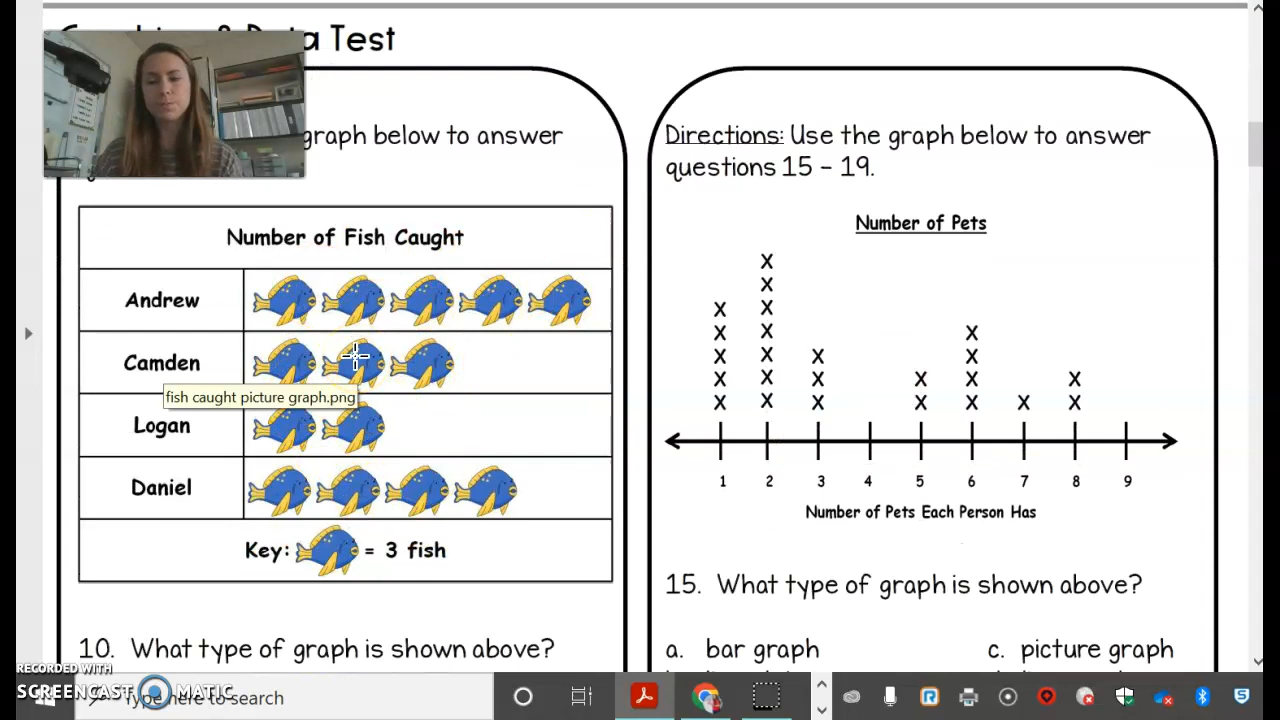 a Test
graph below to answer
Number of Fish Caught
Andrew
Camden
fish caught picture graph.png
Logan
Daniel
Key: = 3 fish
10. What type of graph is shown above?
Directions: Use the graph below to answer
questions 15 – 19.
Number of Pets
X
X X
X X
X X X
X X X X
X X X X X X
X X X X X X X
1 2 3 4 5 6 7 8 9
Number of Pets Each Person Has
15. What type of graph is shown above?
a. bar graph c. picture graph
RECORDED WITH
SCREENCAST MATIC
Type here to search